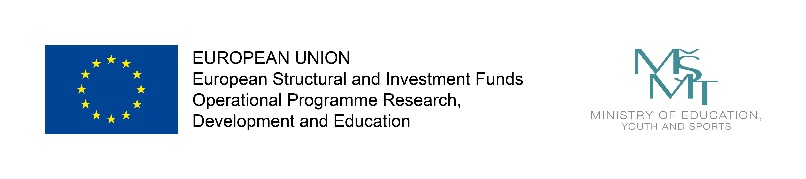 EUROPEAN UNION
European Structural and Investment Funds
Operational Programme Research,
Development and Education
MŠMT
MINISTRY OF EDUCATION,
YOUTH AND SPORTS